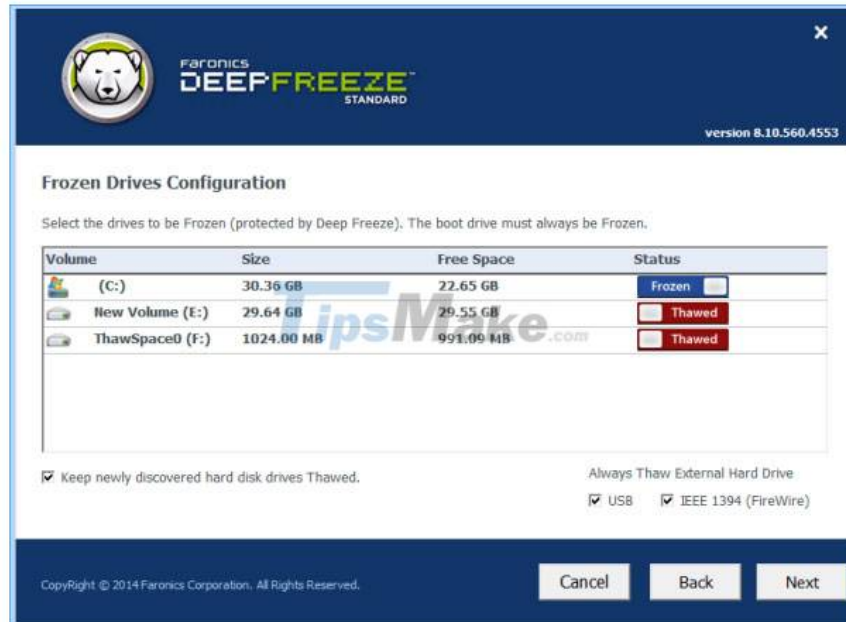 ×
FARONICS
DEEPFREEZE™
STANDARD
version 8.10.560.4553
Frozen Drives Configuration
Select the drives to be Frozen (protected by Deep Freeze). The boot drive must always be Frozen.
Volume Size Free Space Status
(C:) 30.36 GB 22.65 GB Frozen
New Volume (E:) 29.64 GB 29.55 GB Thawed
ThawSpace0 (F:) 1024.00 MB 991.09 MB Thawed
TipsMake.com
Always Thaw External Hard Drive
Keep newly discovered hard disk drives Thawed.
USB IEEE 1394 (FireWire)
CopyRight © 2014 Faronics Corporation. All Rights Reserved.
Cancel Back Next